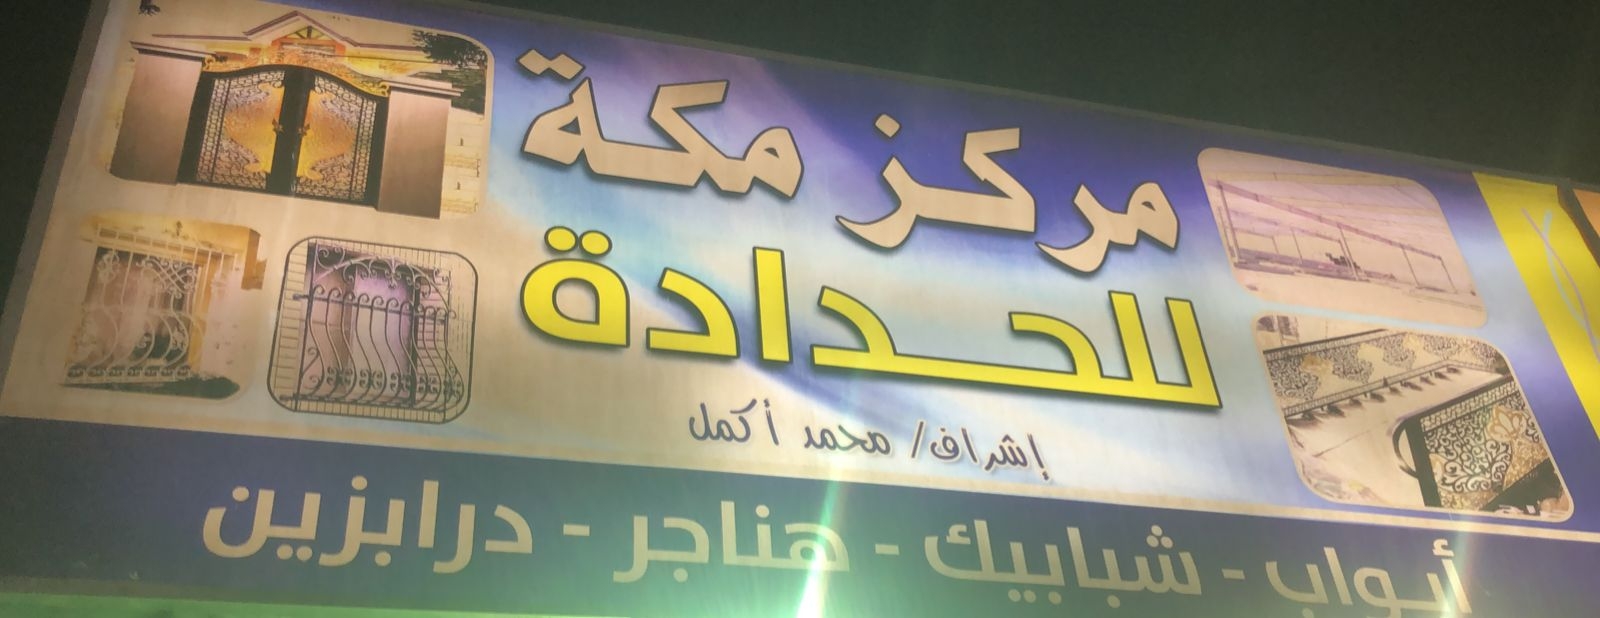 مركز مكة
للحدادة
إشراف/ محمد أكمل
أبواب - شبابيك - هناجر - درابزين